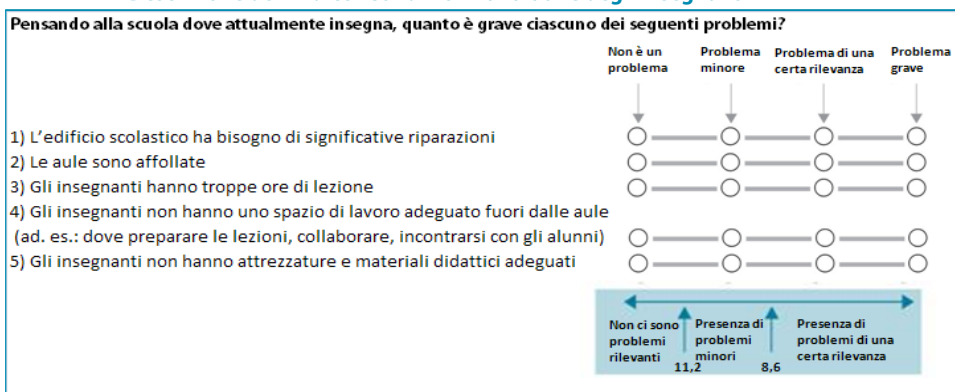 Pensando alla scuola dove attualmente insegna, quanto è grave ciascuno dei seguenti problemi?
Non è un problema
Problema minore
Problema di una certa rilevanza
Problema grave
1) L'edificio scolastico ha bisogno di significative riparazioni
2) Le aule sono affollate
3) Gli insegnanti hanno troppe ore di lezione
4) Gli insegnanti non hanno uno spazio di lavoro adeguato fuori dalle aule
(ad. es.: dove preparare le lezioni, collaborare, incontrarsi con gli alunni)
5) Gli insegnanti non hanno attrezzature e materiali didattici adeguati
Non ci sono
problemi
rilevanti
11,2
Presenza di
problemi
minori
8,6
Presenza di
problemi di una
certa rilevanza